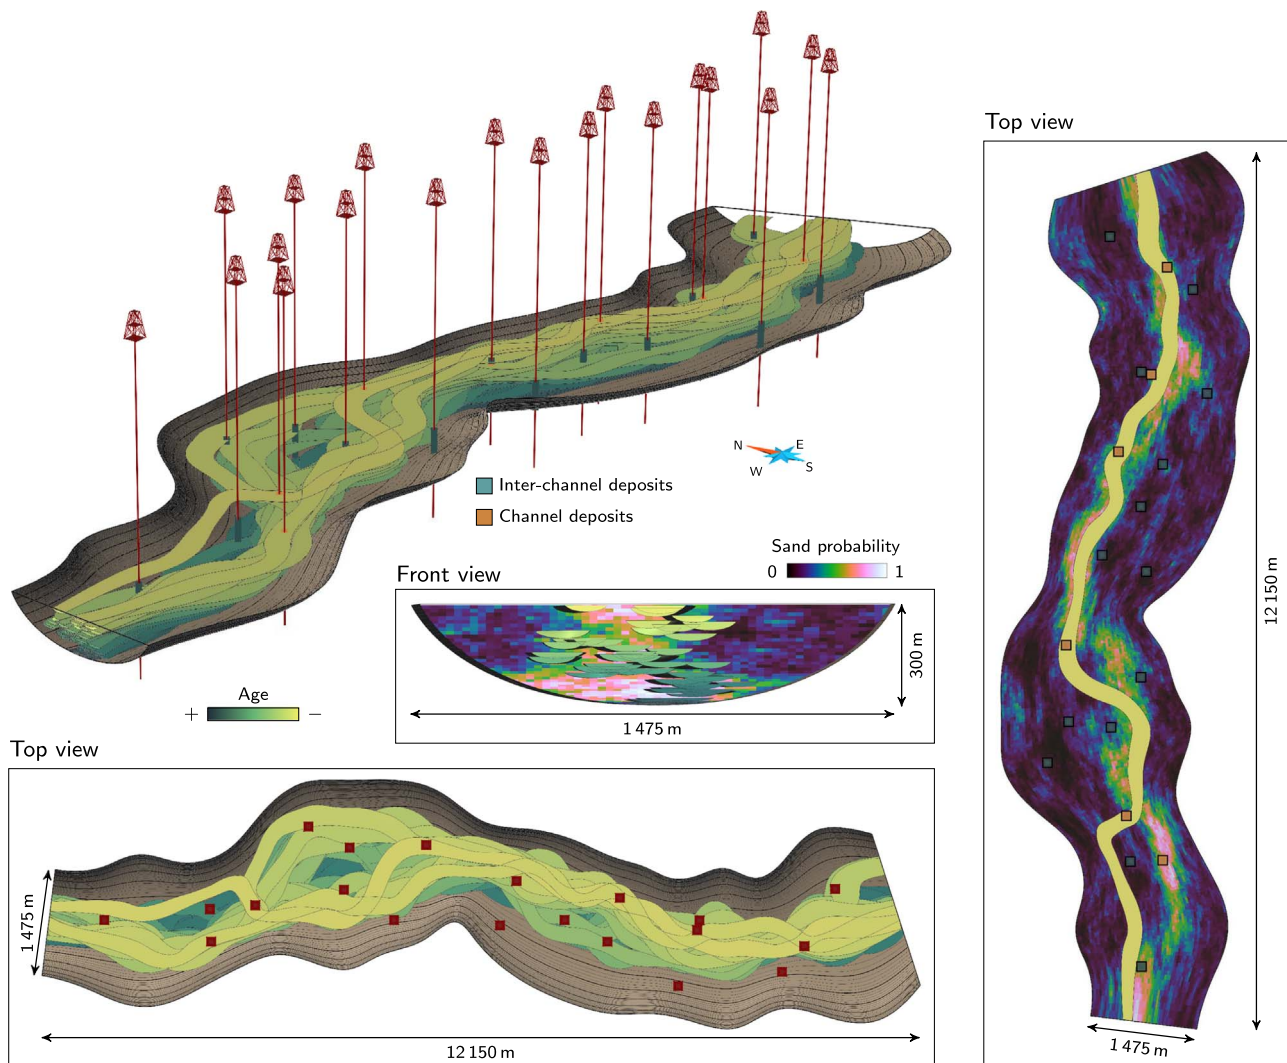 Top view
N
E
W
S
Inter-channel deposits
Channel deposits
Sand probability
0
1
Front view
300 m
1 475 m
Age
+
−
Top view
1 475 m
12 150 m
12 150 m
1 475 m